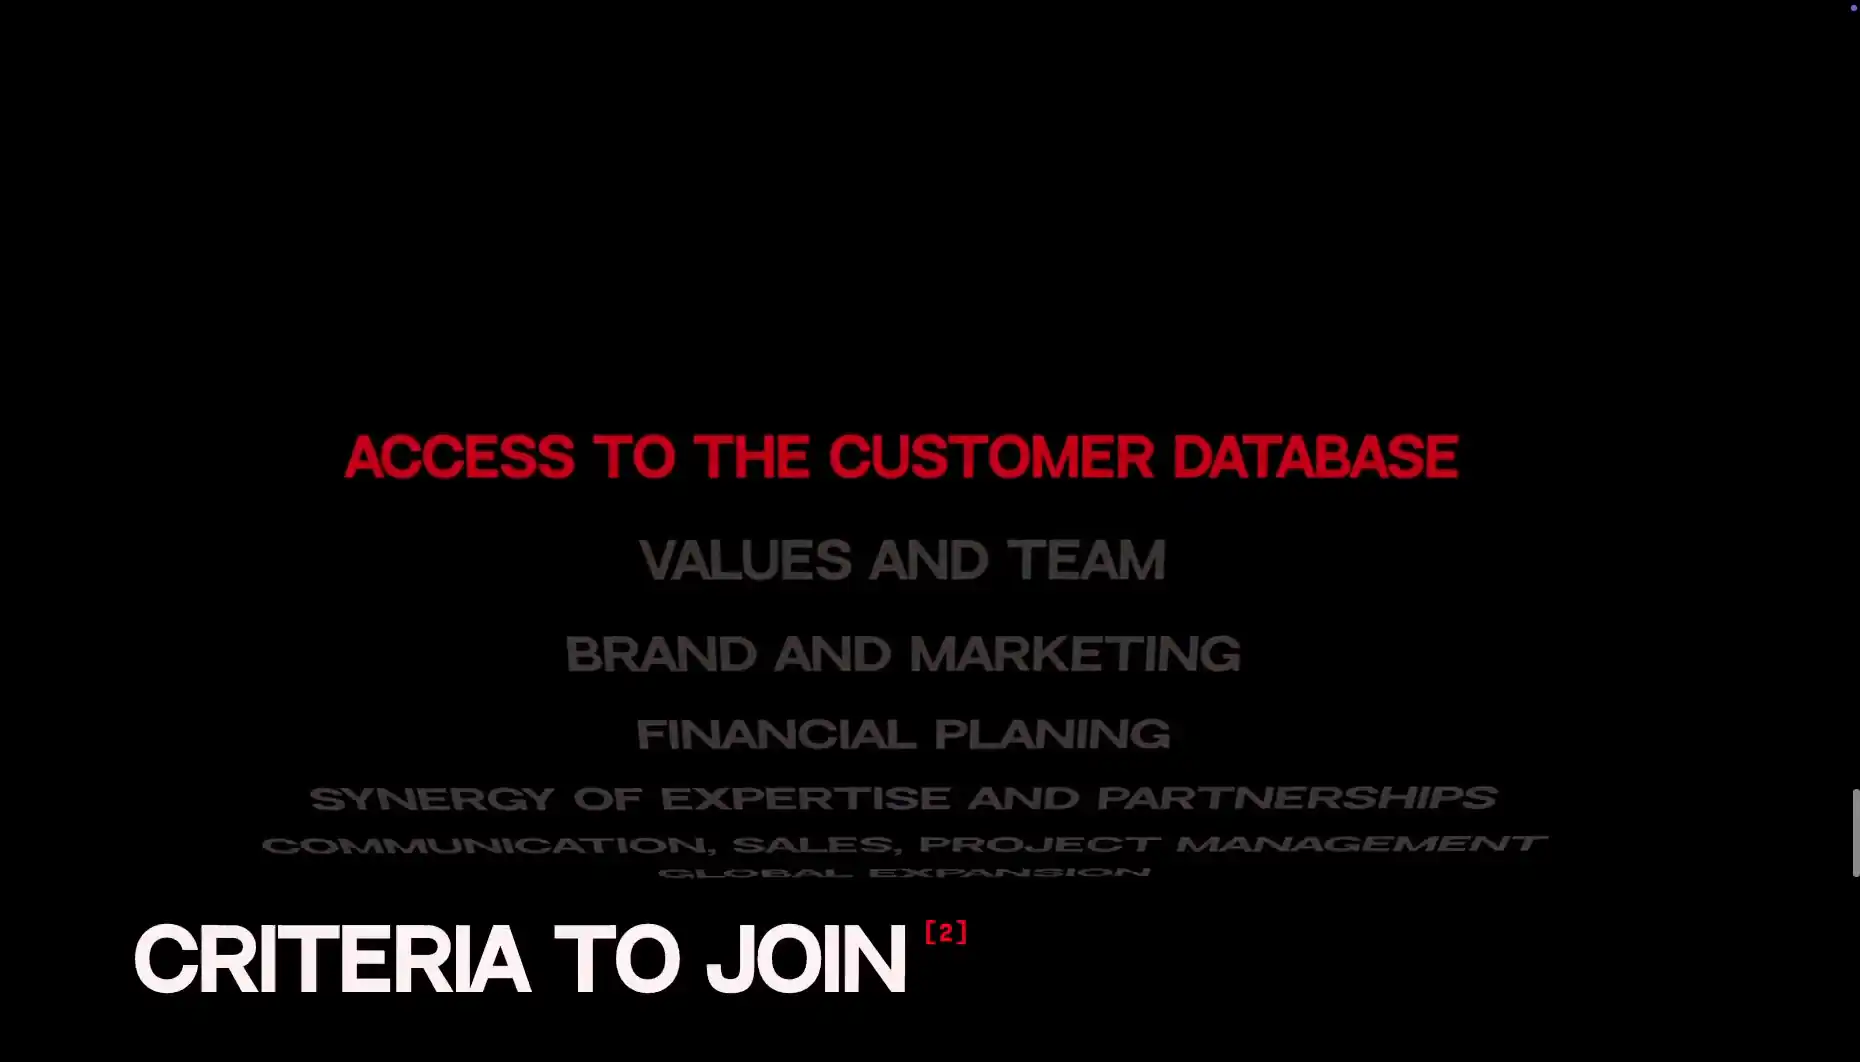 ACCESS TO THE CUSTOMER DATABASE
VALUES AND TEAM
BRAND AND MARKETING
FINANCIAL PLANING
SYNERGY OF EXPERTISE AND PARTNERSHIPS
COMMUNICATION, SALES, PROJECT MANAGEMENT
GLOBAL EXPANSION
CRITERIA TO JOIN [2]